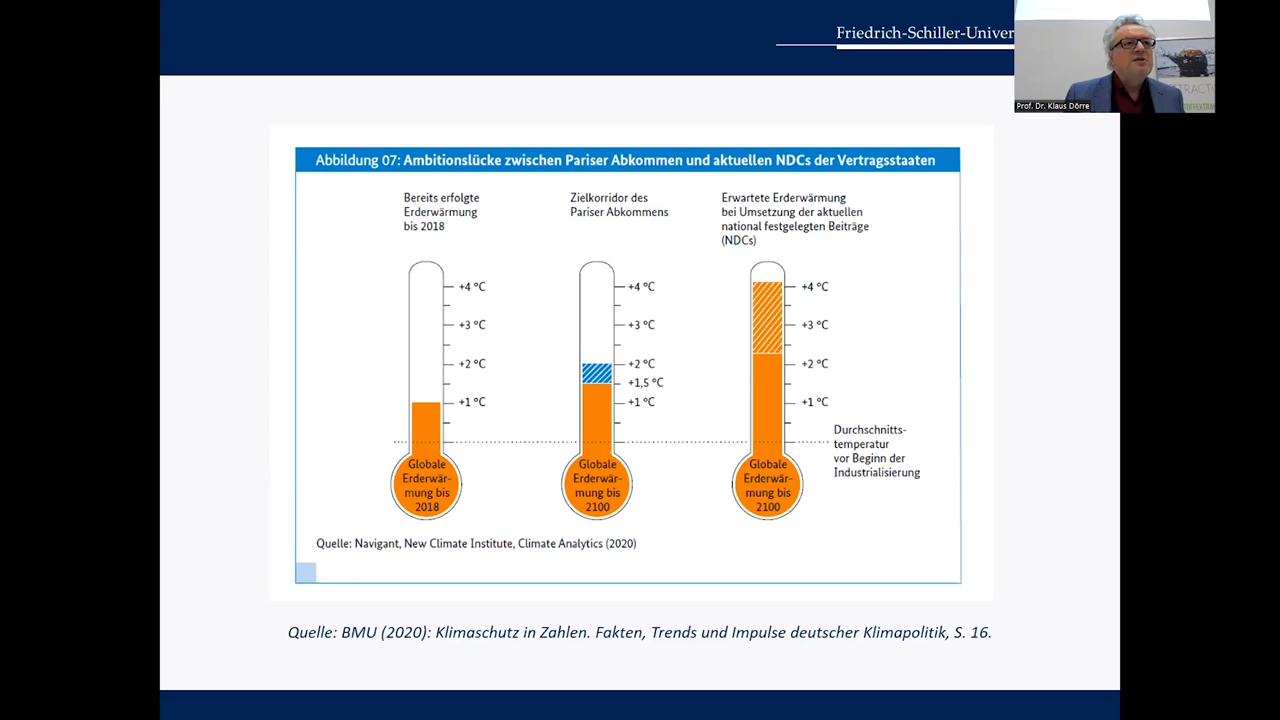 Friedrich-Schiller-Univer
Prof. Dr. Klaus Dörre
Abbildung 07: Ambitionslücke zwischen Pariser Abkommen und aktuellen NDCs der Vertragsstaaten
Bereits erfolgte
Erderwärmung
bis 2018
Zielkorridor des
Pariser Abkommens
Erwartete Erderwärmung
bei Umsetzung der aktuellen
national festgelegten Beiträge
(NDCs)
+4 °C
+3 °C
+2 °C
+1 °C
+4 °C
+3 °C
+2 °C
+1,5 °C
+1 °C
+4 °C
+3 °C
+2 °C
+1 °C
Durchschnitts-
temperatur
vor Beginn der
Industrialisierung
Globale
Erderwär-
mung bis
2018
Globale
Erderwär-
mung bis
2100
Globale
Erderwär-
mung bis
2100
Quelle: Navigant, New Climate Institute, Climate Analytics (2020)
Quelle: BMU (2020): Klimaschutz in Zahlen. Fakten, Trends und Impulse deutscher Klimapolitik, S. 16.